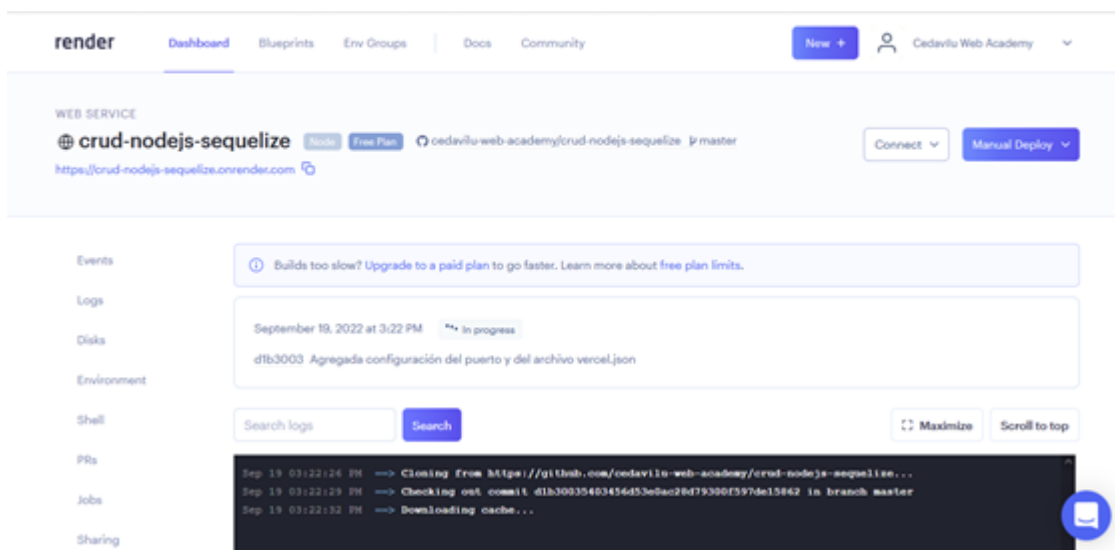 render Dashboard Blueprints Env Groups Docs Community New + Cedavilu Web Academy
WEB SERVICE
crud-nodejs-sequelize Node Free Plan cedavilu-web-academy/crud-nodejs-sequelize master
Connect Manual Deploy
https://crud-nodejs-sequelize.onrender.com
Events
Logs
Disks
Environment
Shell
PRs
Jobs
Sharing
Builds too slow? Upgrade to a paid plan to go faster. Learn more about free plan limits.
September 19, 2022 at 3:22 PM In progress
d1b3003 Agregada configuración del puerto y del archivo vercel.json
Search logs Search Maximize Scroll to top
Sep 19 03:22:26 PM ==> Cloning from https://github.com/cedavilu-web-academy/crud-nodejs-sequelize...
Sep 19 03:22:29 PM ==> Checking out commit in branch master
Sep 19 03:22:32 PM ==> Downloading cache...